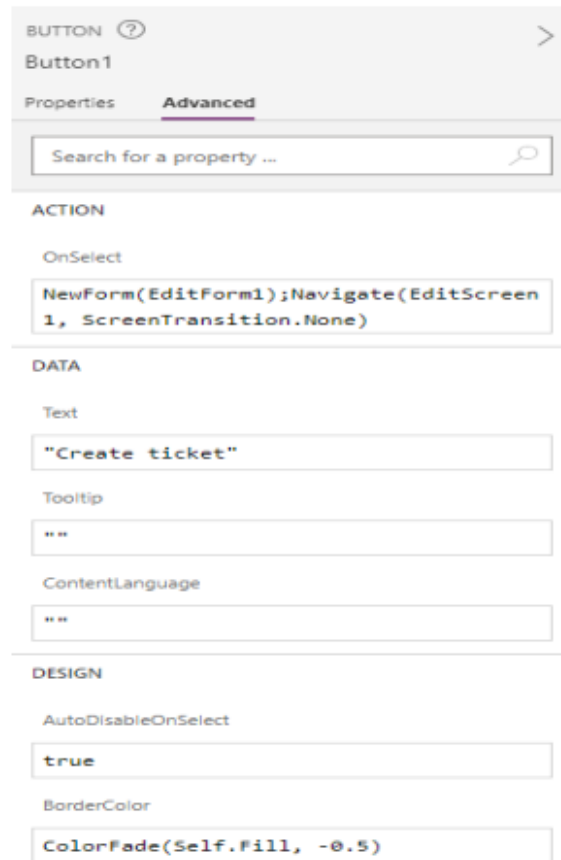 BUTTON ?
Button1
Properties Advanced
Search for a property ...
ACTION
OnSelect
NewForm(EditForm1);Navigate(EditScreen
1, ScreenTransition.None)
DATA
Text
"Create ticket"
Tooltip
""
ContentLanguage
""
DESIGN
AutoDisableOnSelect
true
BorderColor
ColorFade(Self.Fill, -0.5)